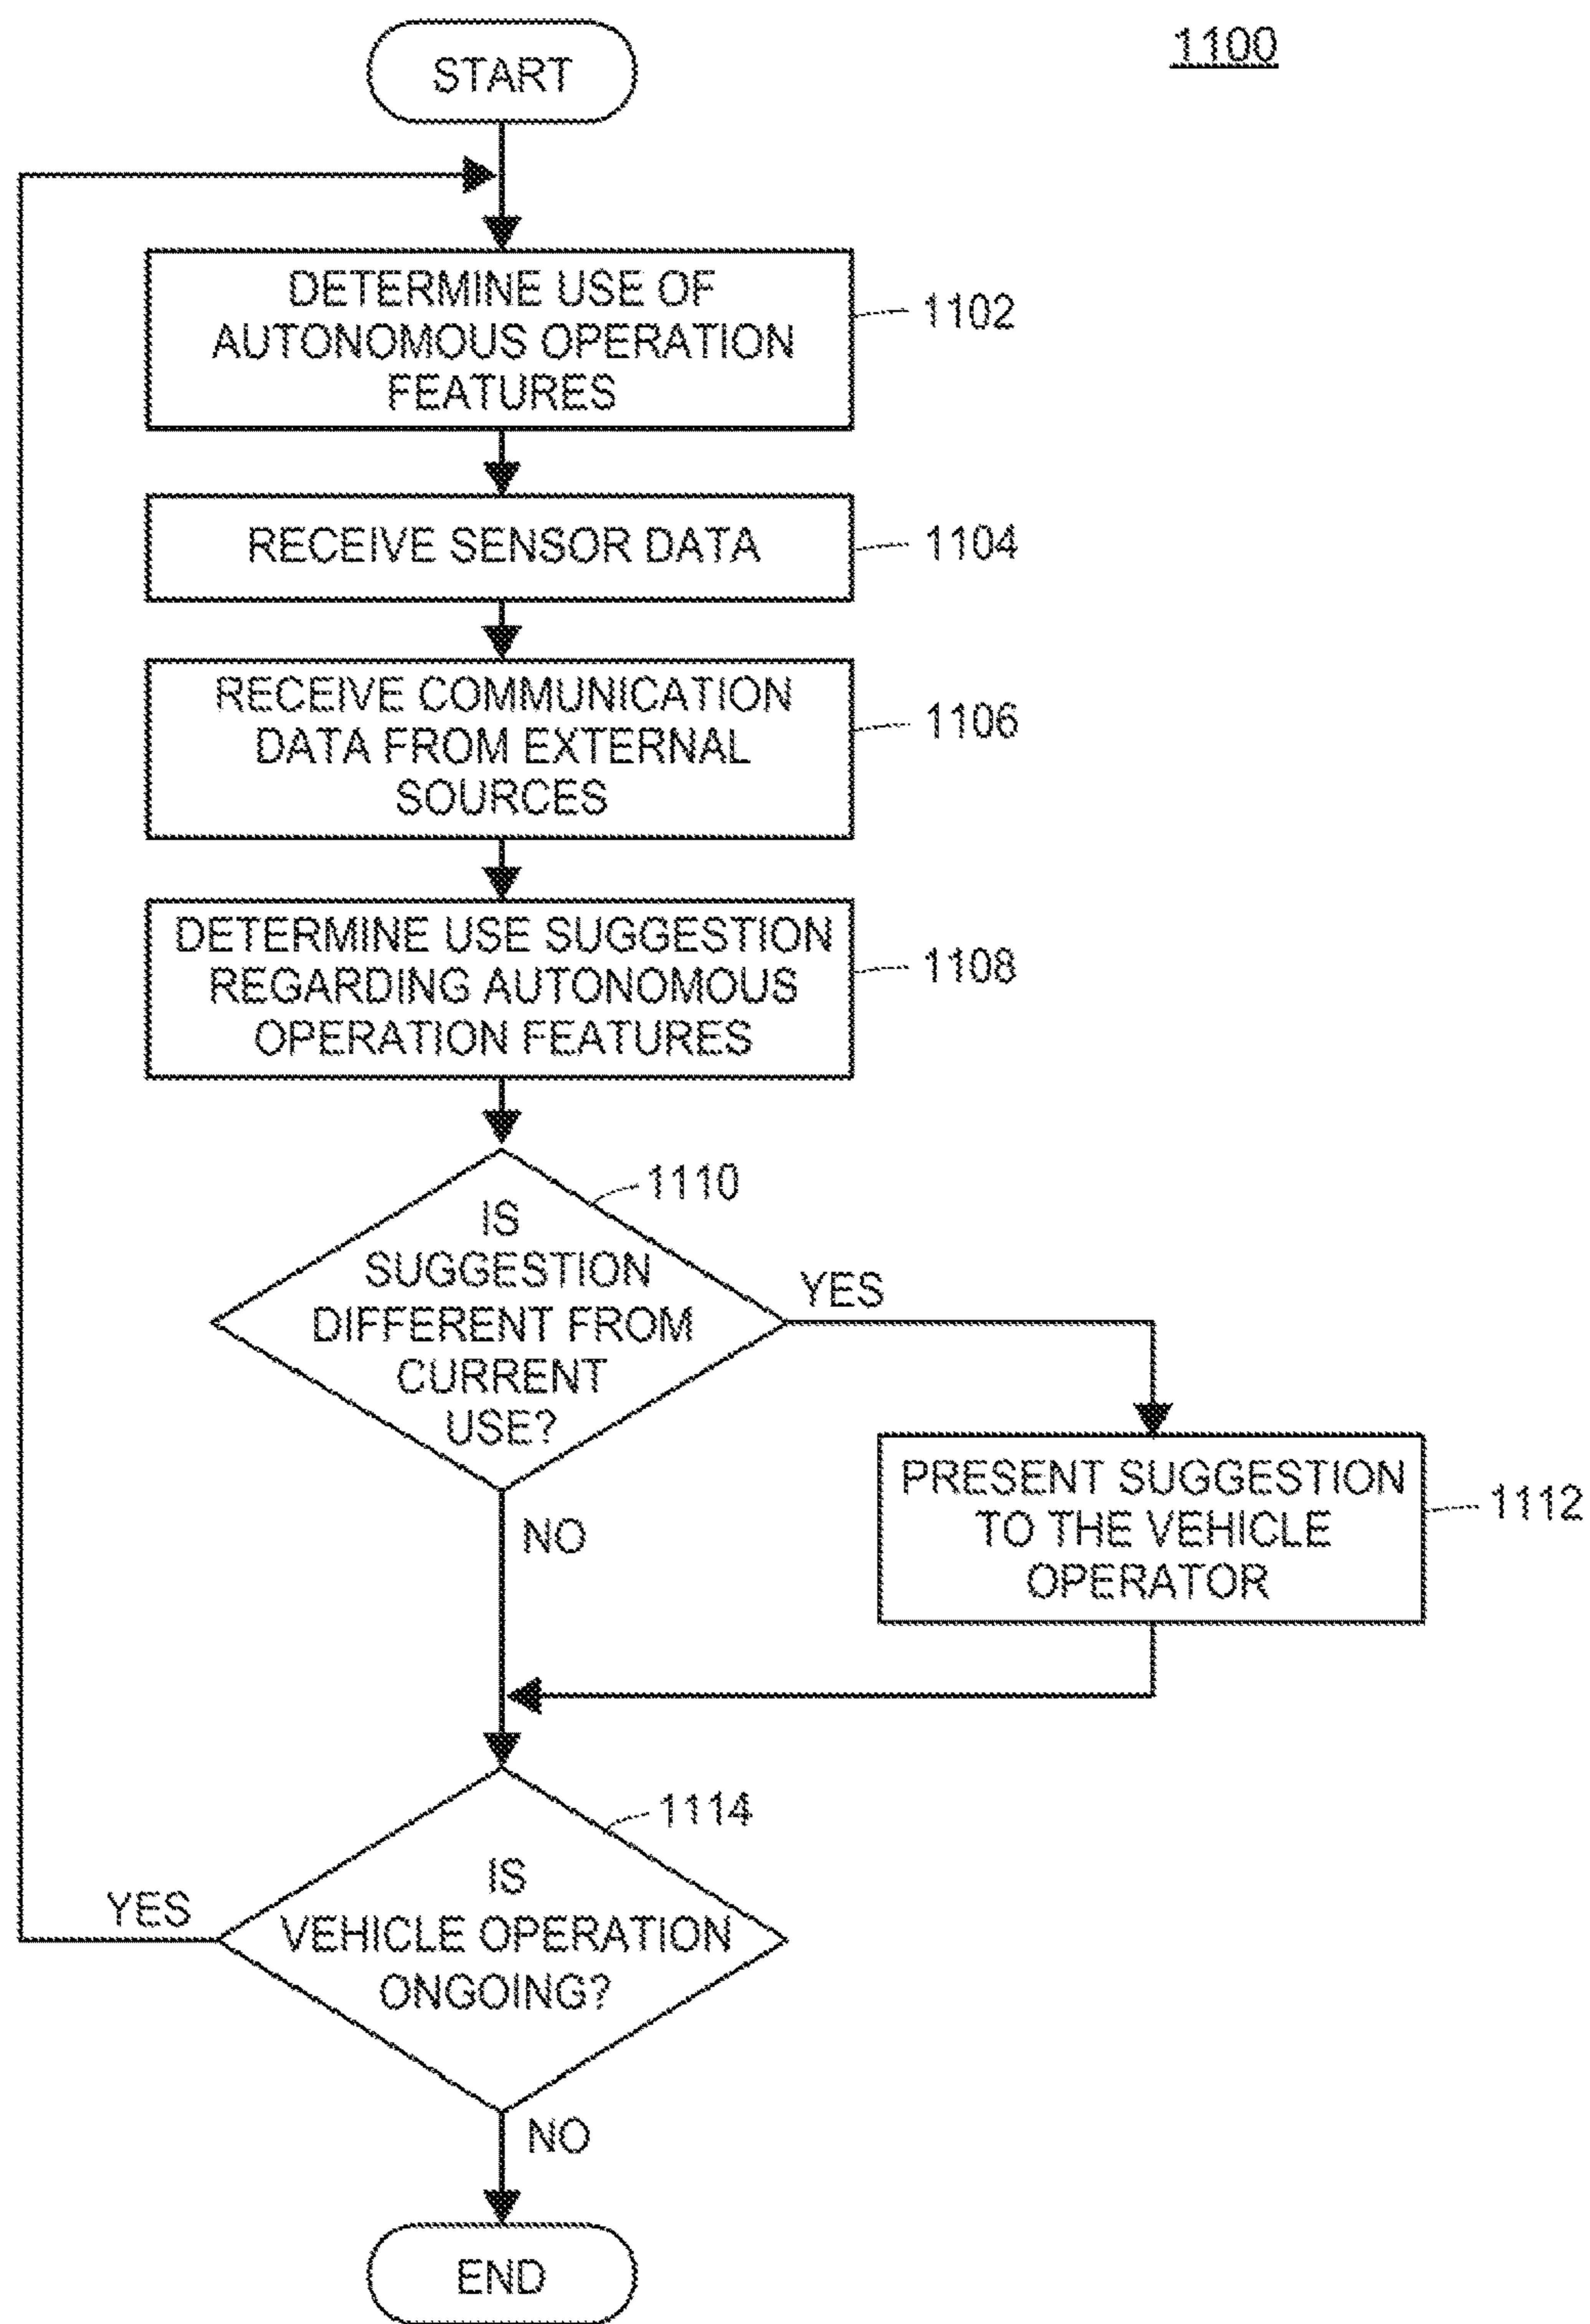 1100
START
DETERMINE USE OF
AUTONOMOUS OPERATION
FEATURES
1102
RECEIVE SENSOR DATA
1104
RECEIVE COMMUNICATION
DATA FROM EXTERNAL
SOURCES
1106
DETERMINE USE SUGGESTION
REGARDING AUTONOMOUS
OPERATION FEATURES
1108
1110
IS
SUGGESTION
DIFFERENT FROM
CURRENT
USE?
YES
NO
PRESENT SUGGESTION
TO THE VEHICLE
OPERATOR
1112
1114
IS
VEHICLE OPERATION
ONGOING?
YES
NO
END